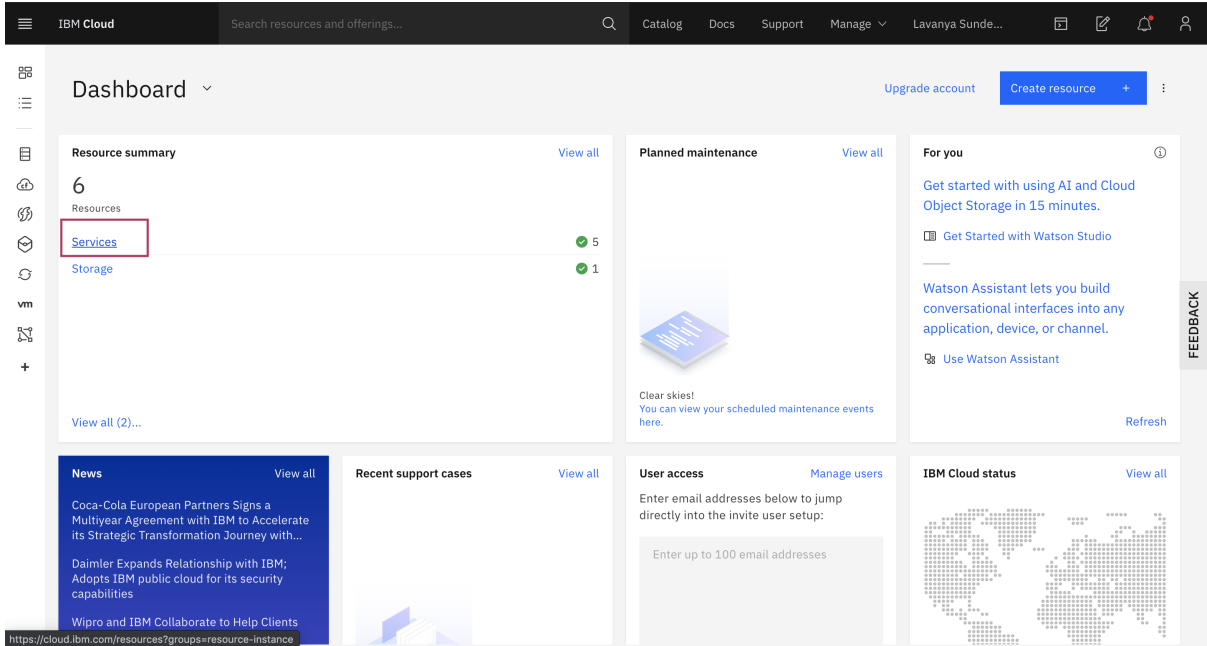 IBM Cloud
Search resources and offerings...
Catalog
Docs
Support
Manage
Lavanya Sunde...
Dashboard
Upgrade account
Create resource +
Resource summary
View all
6
Resources
Services
5
Storage
1
View all (2)...
Planned maintenance
View all
Clear skies!
You can view your scheduled maintenance events
here.
For you
Get started with using AI and Cloud
Object Storage in 15 minutes.
Get Started with Watson Studio
Watson Assistant lets you build
conversational interfaces into any
application, device, or channel.
Use Watson Assistant
Refresh
FEEDBACK
vm
News
View all
Coca-Cola European Partners Signs a
Multiyear Agreement with IBM to Accelerate
its Strategic Transformation Journey with...
Daimler Expands Relationship with IBM;
Adopts IBM public cloud for its security
capabilities
Wipro and IBM Collaborate to Help Clients
Recent support cases
View all
User access
Manage users
Enter email addresses below to jump
directly into the invite user setup:
Enter up to 100 email addresses
IBM Cloud status
View all
https://cloud.ibm.com/resources?groups=resource-instance